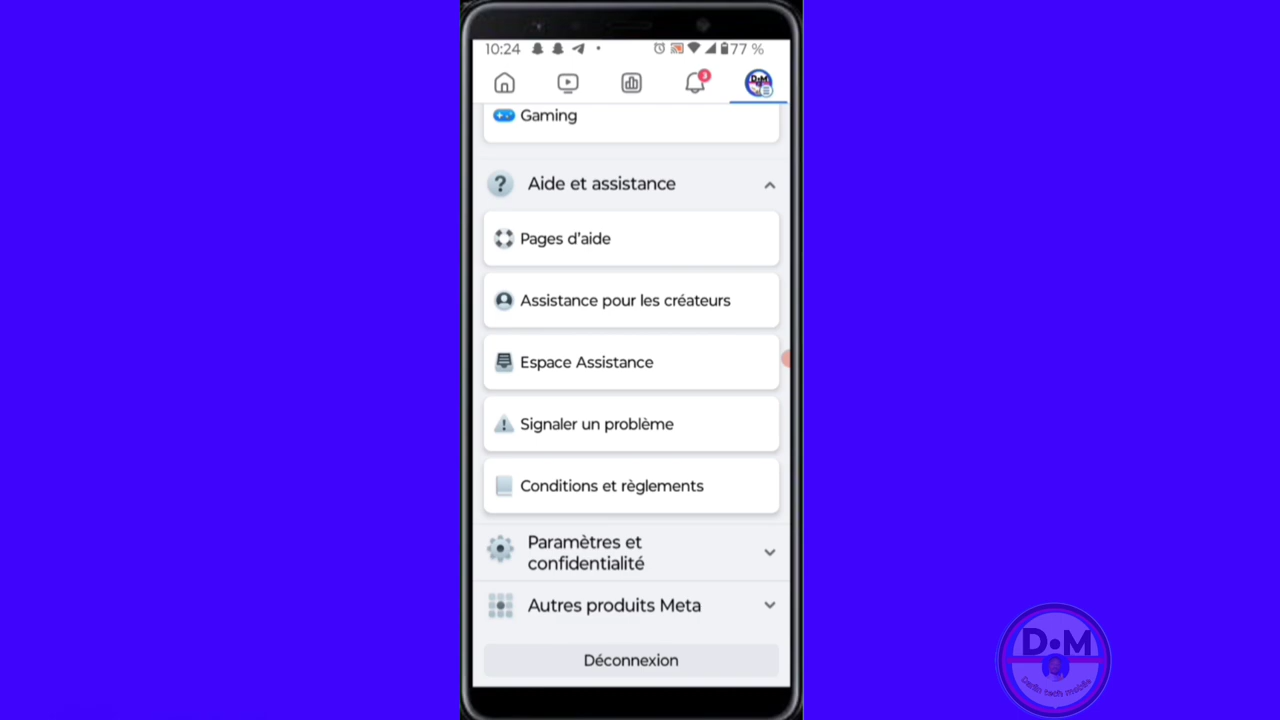 10:24 77 %
3
D•M
Gaming
Aide et assistance
Pages d'aide
Assistance pour les créateurs
Espace Assistance
Signaler un problème
Conditions et règlements
Paramètres et
confidentialité
Autres produits Meta
Déconnexion
D•M